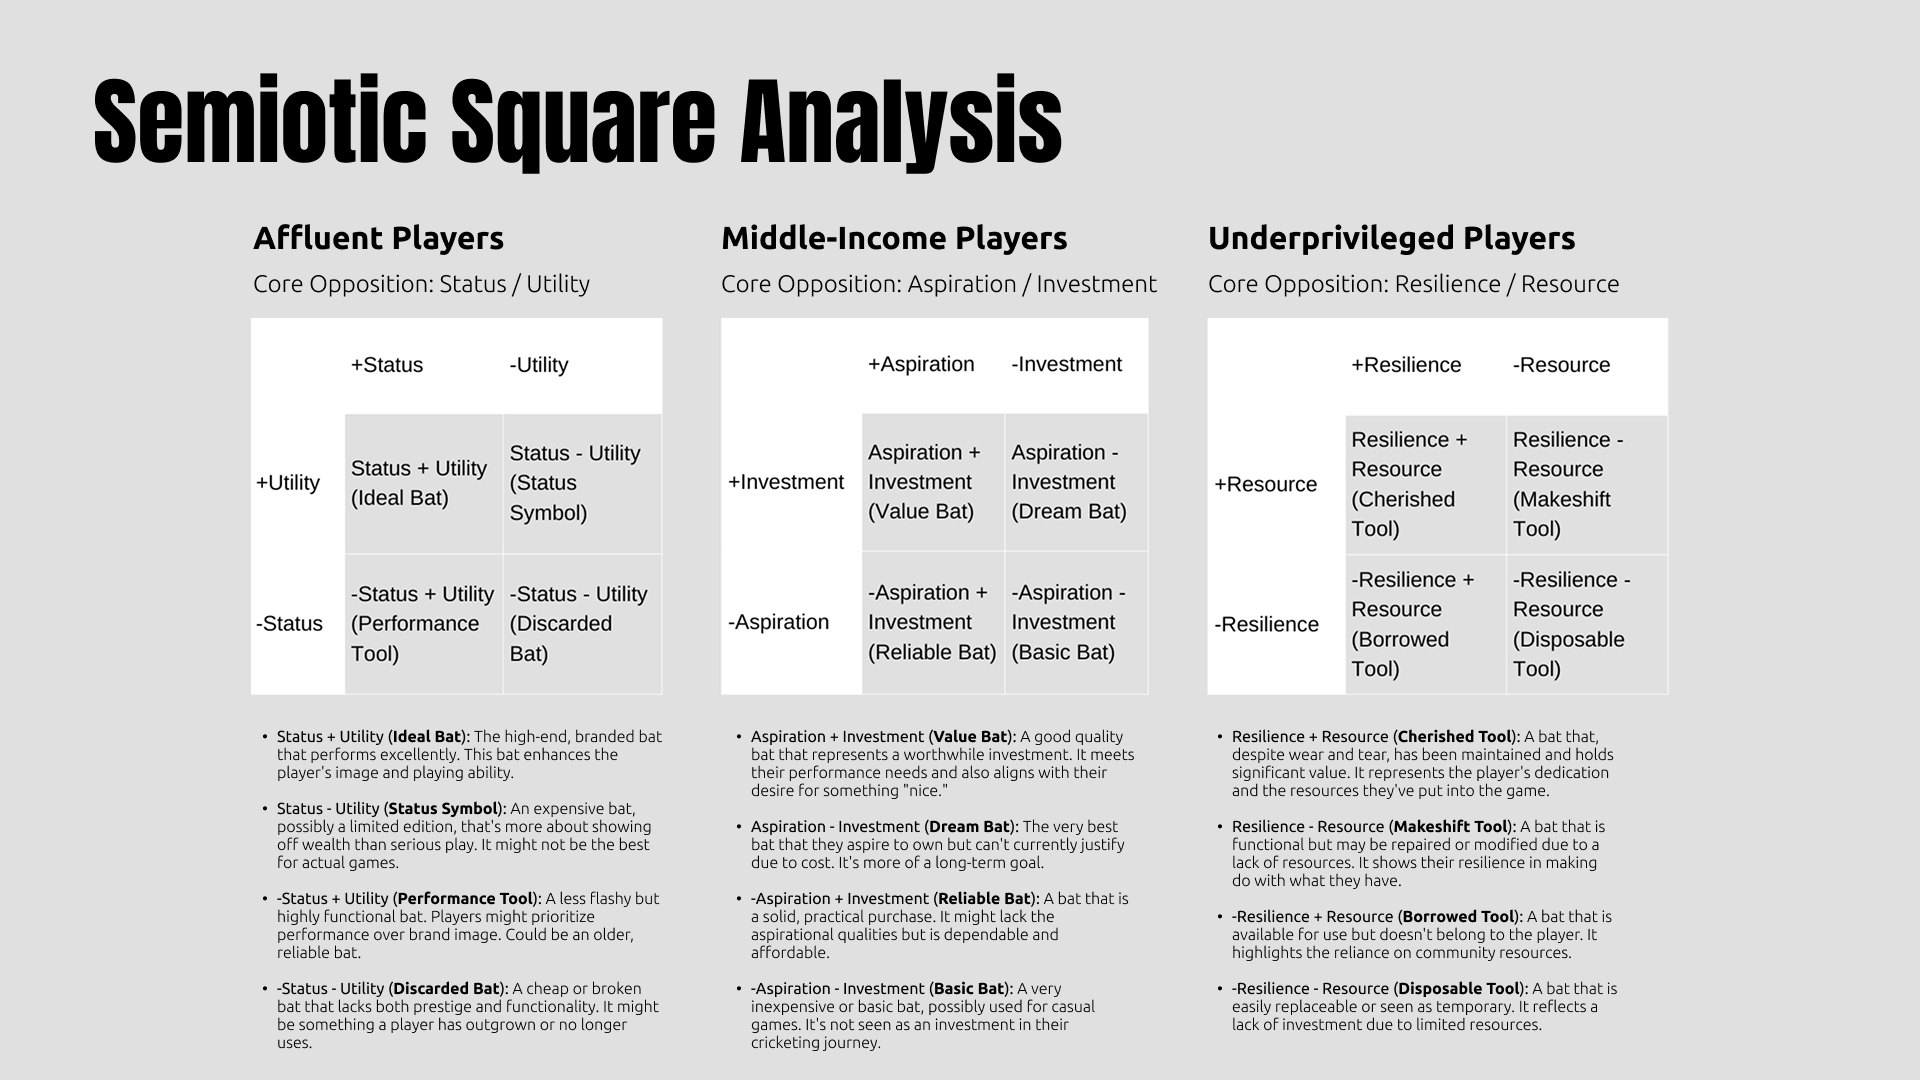 Semiotic Square Analysis
Affluent Players
Core Opposition: Status / Utility
+Status
-Utility
+Utility
Status + Utility
(Ideal Bat)
Status - Utility
(Status
Symbol)
-Status
-Status + Utility
(Performance
Tool)
-Status - Utility
(Discarded
Bat)
• Status + Utility (Ideal Bat): The high-end, branded bat
that performs excellently. This bat enhances the
player's image and playing ability.
• Status - Utility (Status Symbol): An expensive bat,
possibly a limited edition, that's more about showing
off wealth than serious play. It might not be the best
for actual games.
• -Status + Utility (Performance Tool): A less flashy but
highly functional bat. Players might prioritize
performance over brand image. Could be an older,
reliable bat.
• -Status - Utility (Discarded Bat): A cheap or broken
bat that lacks both prestige and functionality. It might
be something a player has outgrown or no longer
uses.
Middle-Income Players
Core Opposition: Aspiration / Investment
+Aspiration
-Investment
+Investment
Aspiration +
Investment
(Value Bat)
Aspiration -
Investment
(Dream Bat)
-Aspiration
-Aspiration +
Investment
(Reliable Bat)
-Aspiration -
Investment
(Basic Bat)
• Aspiration + Investment (Value Bat): A good quality
bat that represents a worthwhile investment. It meets
their performance needs and also aligns with their
desire for something "nice."
• Aspiration - Investment (Dream Bat): The very best
bat that they aspire to own but can't currently justify
due to cost. It's more of a long-term goal.
• -Aspiration + Investment (Reliable Bat): A bat that is
a solid, practical purchase. It might lack the
aspirational qualities but is dependable and
affordable.
• -Aspiration - Investment (Basic Bat): A very
inexpensive or basic bat, possibly used for casual
games. It's not seen as an investment in their
cricketing journey.
Underprivileged Players
Core Opposition: Resilience / Resource
+Resilience
-Resource
+Resource
Resilience +
Resource
(Cherished
Tool)
Resilience -
Resource
(Makeshift
Tool)
-Resilience
-Resilience +
Resource
(Borrowed
Tool)
-Resilience -
Resource
(Disposable
Tool)
• Resilience + Resource (Cherished Tool): A bat that,
despite wear and tear, has been maintained and holds
significant value. It represents the player's dedication
and the resources they've put into the game.
• Resilience - Resource (Makeshift Tool): A bat that is
functional but may be repaired or modified due to a
lack of resources. It shows their resilience in making
do with what they have.
• -Resilience + Resource (Borrowed Tool): A bat that is
available for use but doesn't belong to the player. It
highlights the reliance on community resources.
• -Resilience - Resource (Disposable Tool): A bat that is
easily replaceable or seen as temporary. It reflects a
lack of investment due to limited resources.